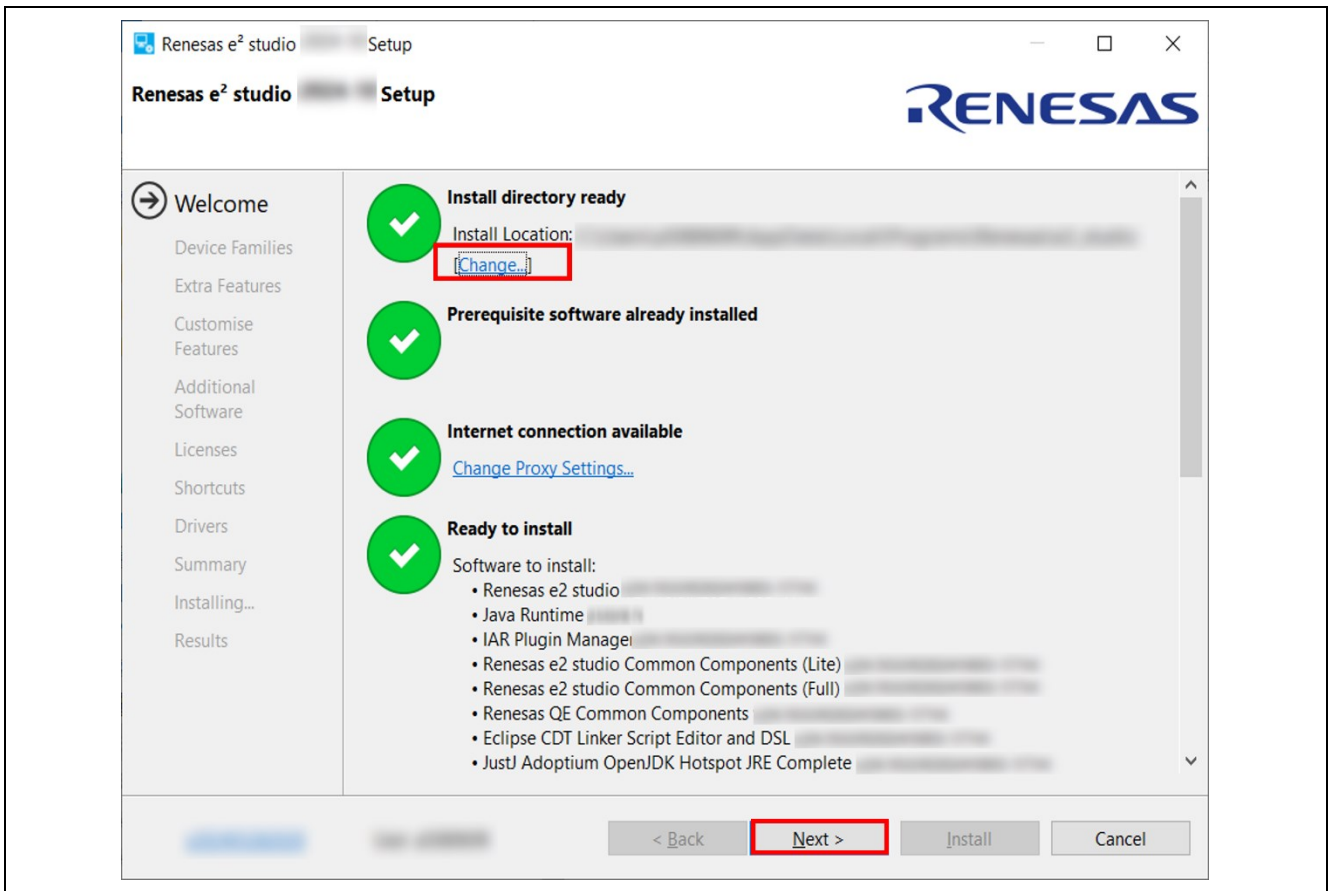 Renesas e² studio Setup
Renesas e² studio Setup
RENESAS
Welcome
Device Families
Extra Features
Customise
Features
Additional
Software
Licenses
Shortcuts
Drivers
Summary
Installing...
Results
Install directory ready
Install Location:
[Change...]
Prerequisite software already installed
Internet connection available
Change Proxy Settings...
Ready to install
Software to install:
• Renesas e2 studio
• Java Runtime
• IAR Plugin Manager
• Renesas e2 studio Common Components (Lite)
• Renesas e2 studio Common Components (Full)
• Renesas QE Common Components
• Eclipse CDT Linker Script Editor and DSL
• JustJ Adoptium OpenJDK Hotspot JRE Complete
< Back
Next >
Install
Cancel